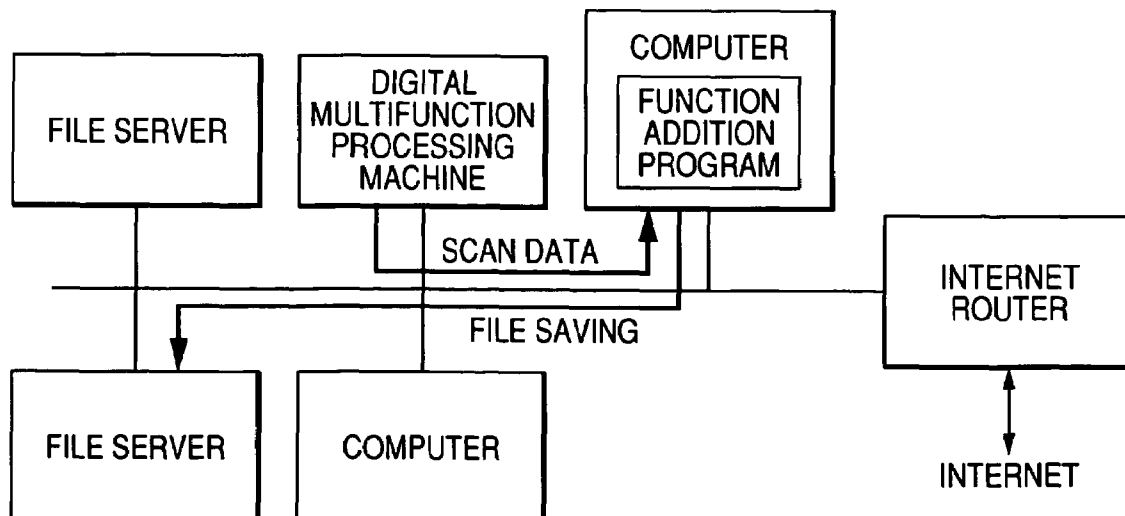 FILE SERVER
DIGITAL
MULTIFUNCTION
PROCESSING
MACHINE
COMPUTER
FUNCTION
ADDITION
PROGRAM
SCAN DATA
FILE SAVING
INTERNET
ROUTER
FILE SERVER
COMPUTER
INTERNET